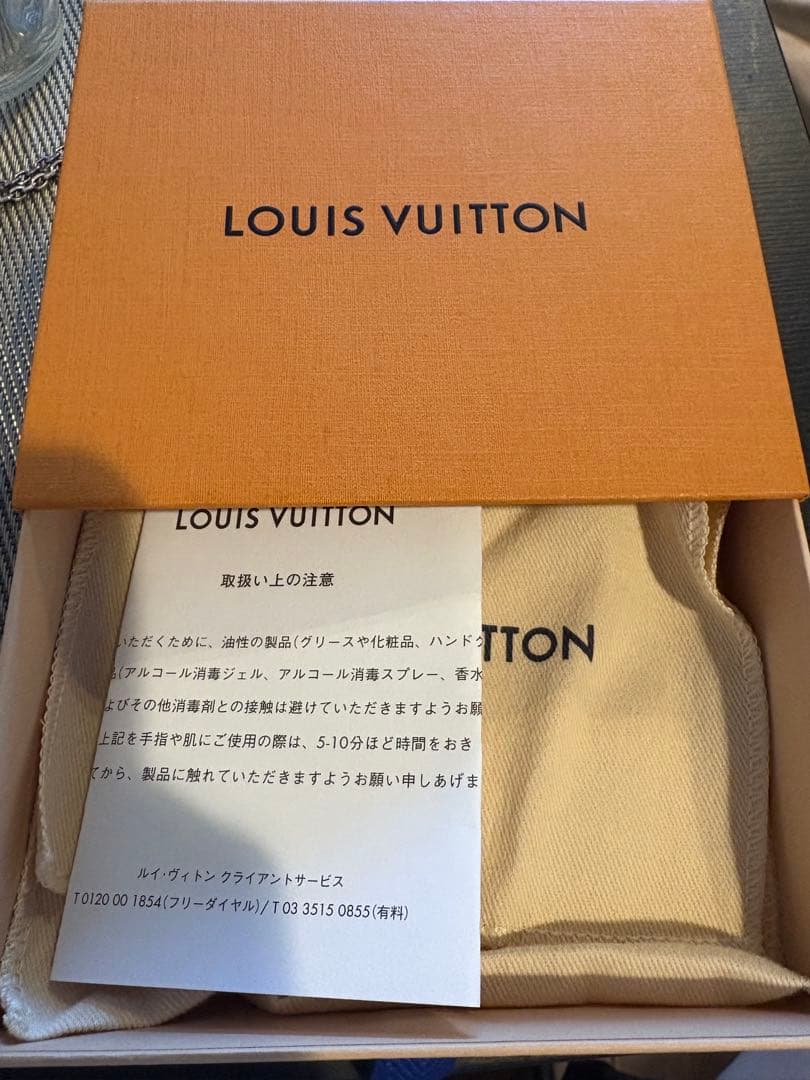 LOUIS VUITTON
LOUIS VUITTON
取扱い上の注意
いただくために、油性の製品(グリースや化粧品、ハンドク
(アルコール消毒ジェル、アルコール消毒スプレー、香水
よびその他消毒剤との接触は避けていただきますようお願
上記を手指や肌にご使用の際は、5-10分ほど時間をおき
てから、製品に触れていただきますようお願い申しあげま
TTON
ルイ・ヴィトン クライアントサービス
T 0120 00 1854(フリーダイヤル)/ T 03 3515 0855(有料)